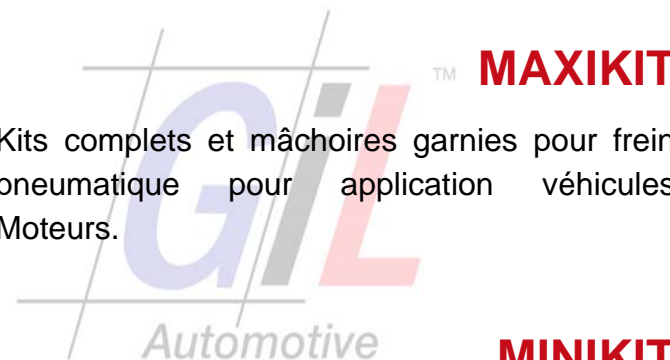 MAXIKIT
Kits complets et mâchoires garnies pour frein
pneumatique pour application véhicules
Moteurs.
GiL
TM
Automotive
MINIKIT